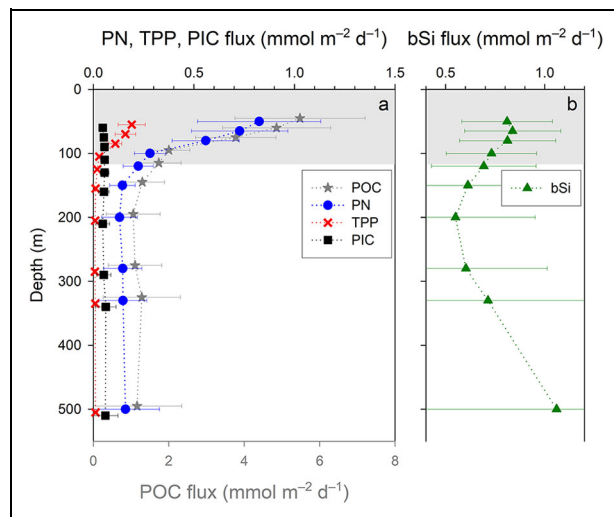 PN, TPP, PIC flux (mmol m⁻² d⁻¹)
bSi flux (mmol m⁻² d⁻¹)
0.0 0.5 1.0 1.5
0.5 1.0
0
100
200
300
400
500
Depth (m)
a
b
POC
PN
TPP
PIC
bSi
0 2 4 6 8
POC flux (mmol m⁻² d⁻¹)